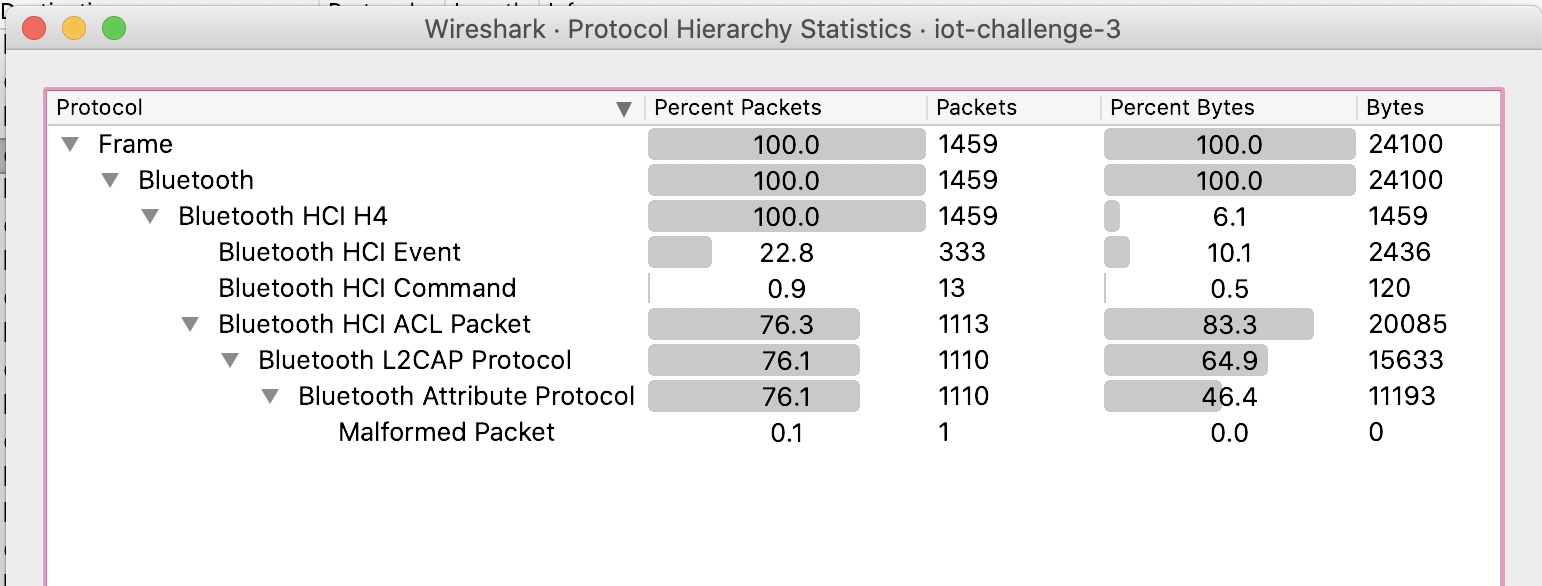 Wireshark · Protocol Hierarchy Statistics · iot-challenge-3
Protocol Percent Packets Packets Percent Bytes Bytes
Frame 100.0 1459 100.0 24100
Bluetooth 100.0 1459 100.0 24100
Bluetooth HCI H4 100.0 1459 6.1 1459
Bluetooth HCI Event 22.8 333 10.1 2436
Bluetooth HCI Command 0.9 13 0.5 120
Bluetooth HCI ACL Packet 76.3 1113 83.3 20085
Bluetooth L2CAP Protocol 76.1 1110 64.9 15633
Bluetooth Attribute Protocol 76.1 1110 46.4 11193
Malformed Packet 0.1 1 0.0 0